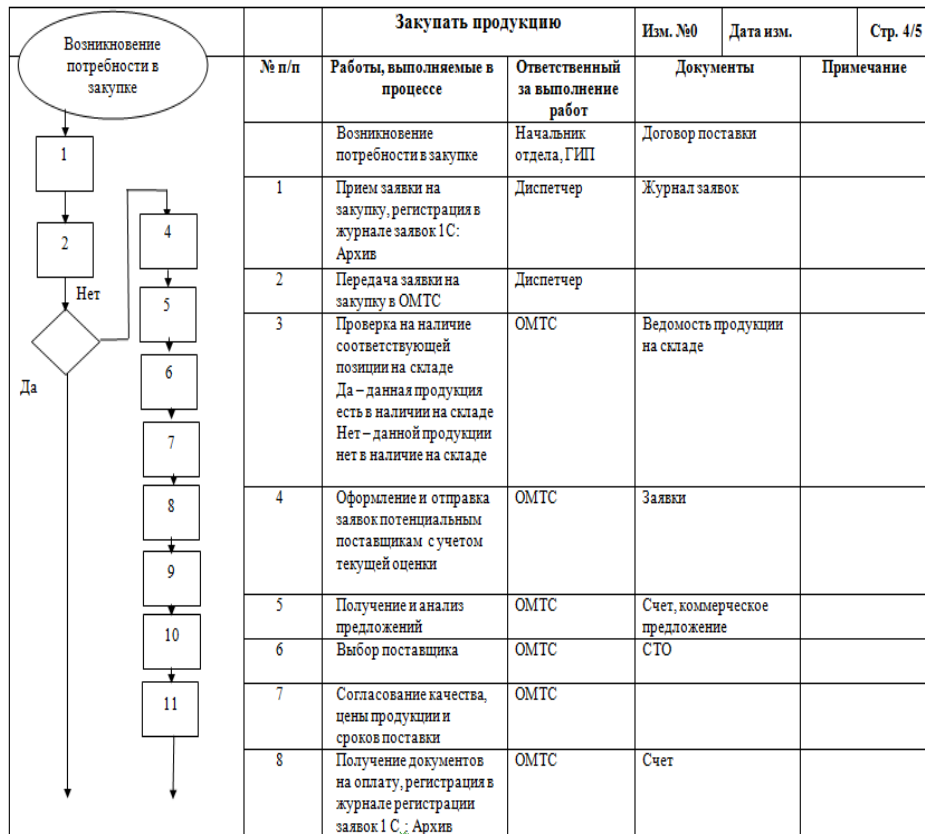 Возникновение
потребности в
закупке
1
2
Нет
Да
4
5
6
7
8
9
10
11
Закупать продукцию
Изм. №0
Дата изм.
Стр. 4/5
№ п/п
Работы, выполняемые в
процессе
Ответственный
за выполнение
работ
Документы
Примечание
Возникновение
потребности в закупке
Начальник
отдела, ГИП
Договор поставки
1
Прием заявки на
закупку, регистрация в
журнале заявок 1С:
Архив
Диспетчер
Журнал заявок
2
Передача заявки на
закупку в ОМТС
Диспетчер
3
Проверка на наличие
соответствующей
позиции на складе
Да – данная продукция
есть в наличии на складе
Нет – данной продукции
нет в наличие на складе
ОМТС
Ведомость продукции
на складе
4
Оформление и отправка
заявок потенциальным
поставщикам с учетом
текущей оценки
ОМТС
Заявки
5
Получение и анализ
предложений
ОМТС
Счет, коммерческое
предложение
6
Выбор поставщика
ОМТС
СТО
7
Согласование качества,
цены продукции и
сроков поставки
ОМТС
8
Получение документов
на оплату, регистрация в
журнале регистрации
заявок 1 С : Архив
ОМТС
Счет